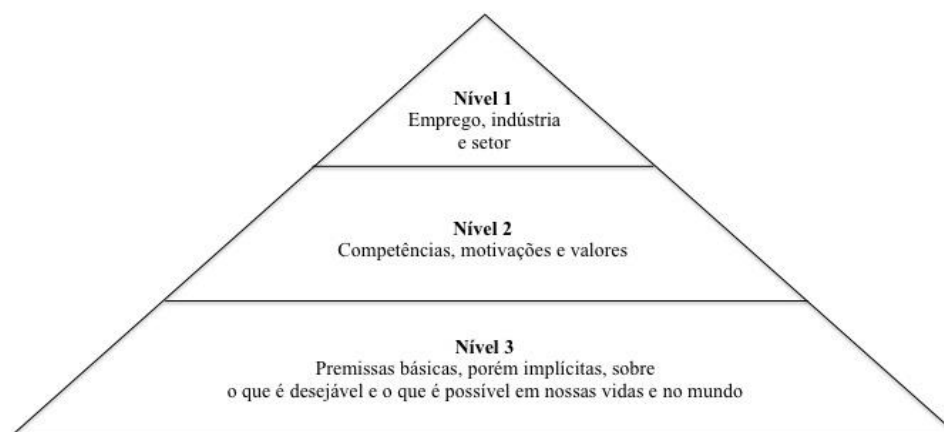 Nível 1
Emprego, indústria
e setor
Nível 2
Competências, motivações e valores
Nível 3
Premissas básicas, porém implícitas, sobre
o que é desejável e o que é possível em nossas vidas e no mundo